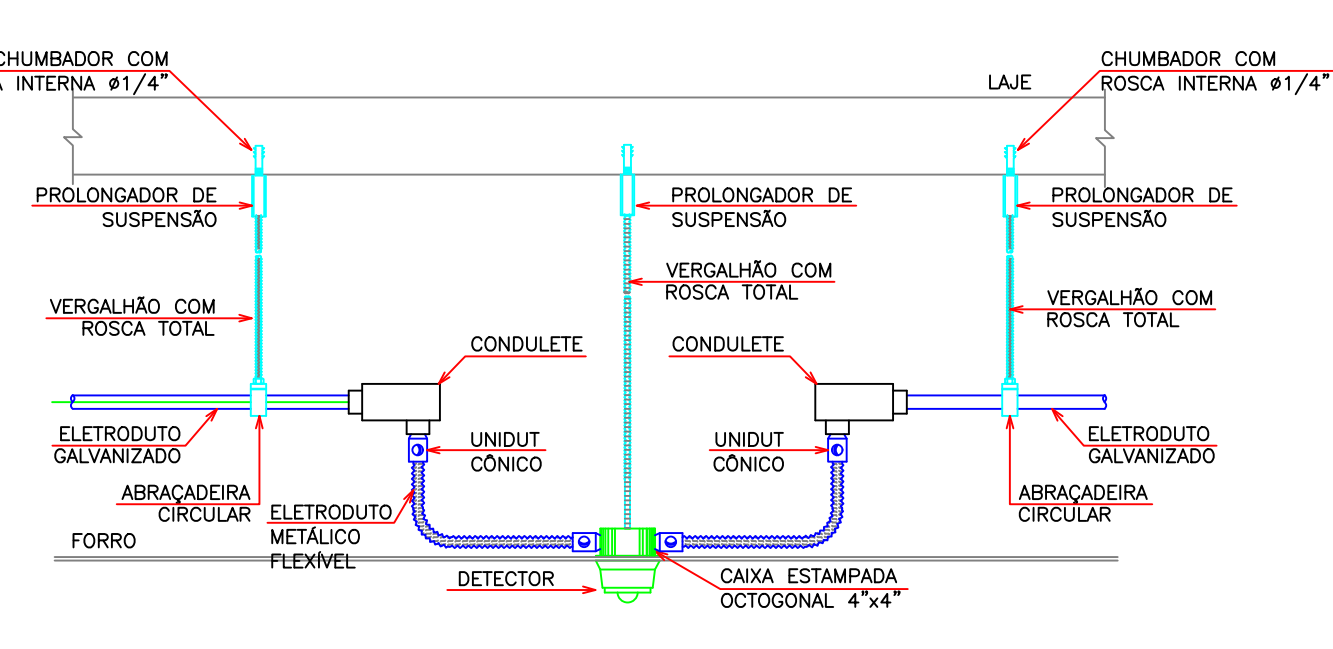 CHUMBADOR COM
INTERNA ø1/4"
LAJE
CHUMBADOR COM
ROSCA INTERNA ø1/4"
PROLONGADOR DE
SUSPENSÃO
PROLONGADOR DE
SUSPENSÃO
PROLONGADOR DE
SUSPENSÃO
VERGALHÃO COM
ROSCA TOTAL
VERGALHÃO COM
ROSCA TOTAL
VERGALHÃO COM
ROSCA TOTAL
CONDULETE
CONDULETE
ELETRODUTO
GALVANIZADO
UNIDUT
CÔNICO
UNIDUT
CÔNICO
ELETRODUTO
GALVANIZADO
ABRAÇADEIRA
CIRCULAR
ELETRODUTO
METÁLICO
FLEXÍVEL
ABRAÇADEIRA
CIRCULAR
FORRO
DETECTOR
CAIXA ESTAMPADA
OCTOGONAL 4"x4"